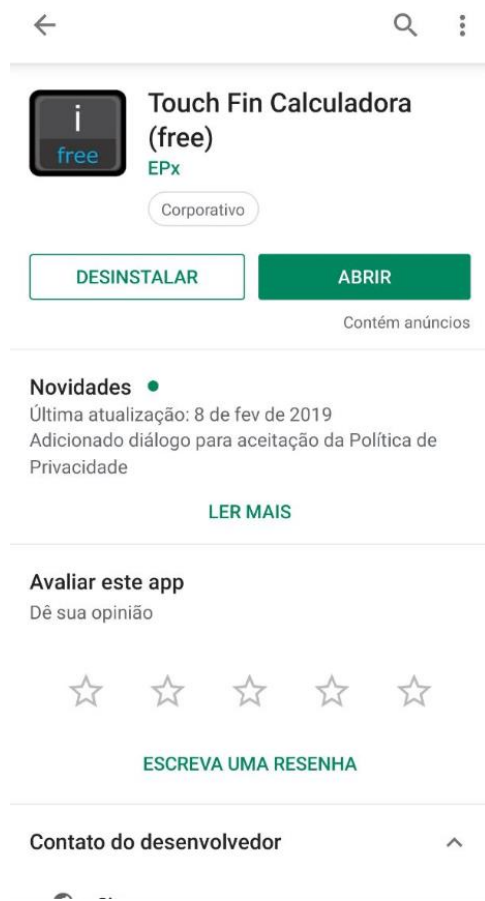 i
free
Touch Fin Calculadora
(free)
EPx
Corporativo
DESINSTALAR
ABRIR
Contém anúncios
Novidades
Última atualização: 8 de fev de 2019
Adicionado diálogo para aceitação da Política de
Privacidade
LER MAIS
Avaliar este app
Dê sua opinião
ESCREVA UMA RESENHA
Contato do desenvolvedor